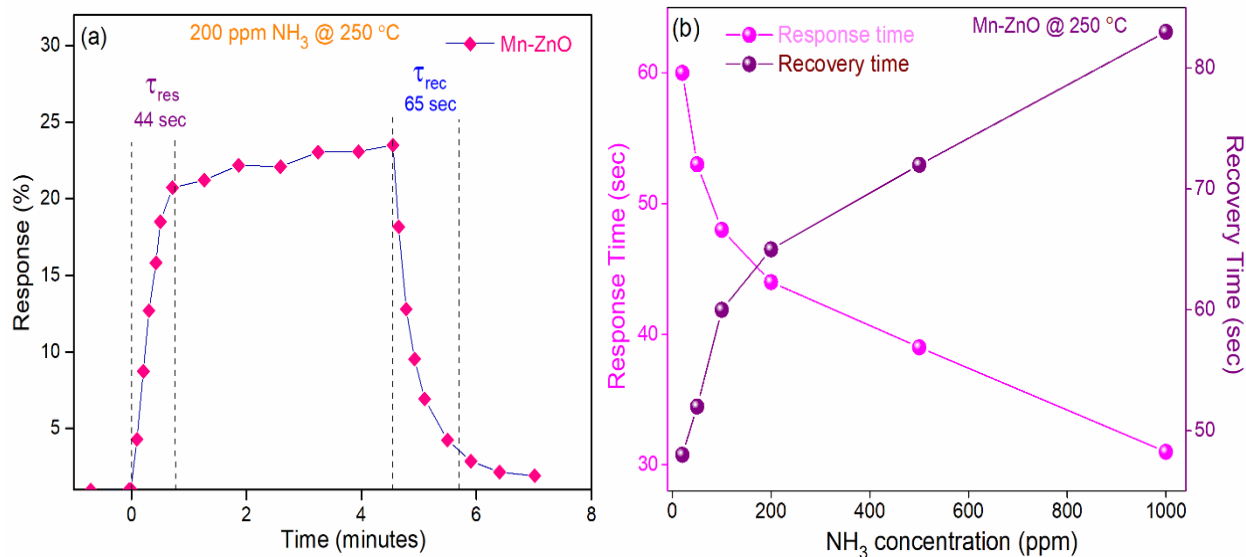 (a)
200 ppm NH₃ @ 250 °C
Mn-ZnO
τres
44 sec
τrec
65 sec
Response (%)
30
25
20
15
10
5
0
2
4
6
8
Time (minutes)
(b)
Mn-ZnO @ 250 °C
Response time
Recovery time
Response Time (sec)
60
50
40
30
Recovery Time (sec)
80
70
60
50
0
200
400
600
800
1000
NH₃ concentration (ppm)